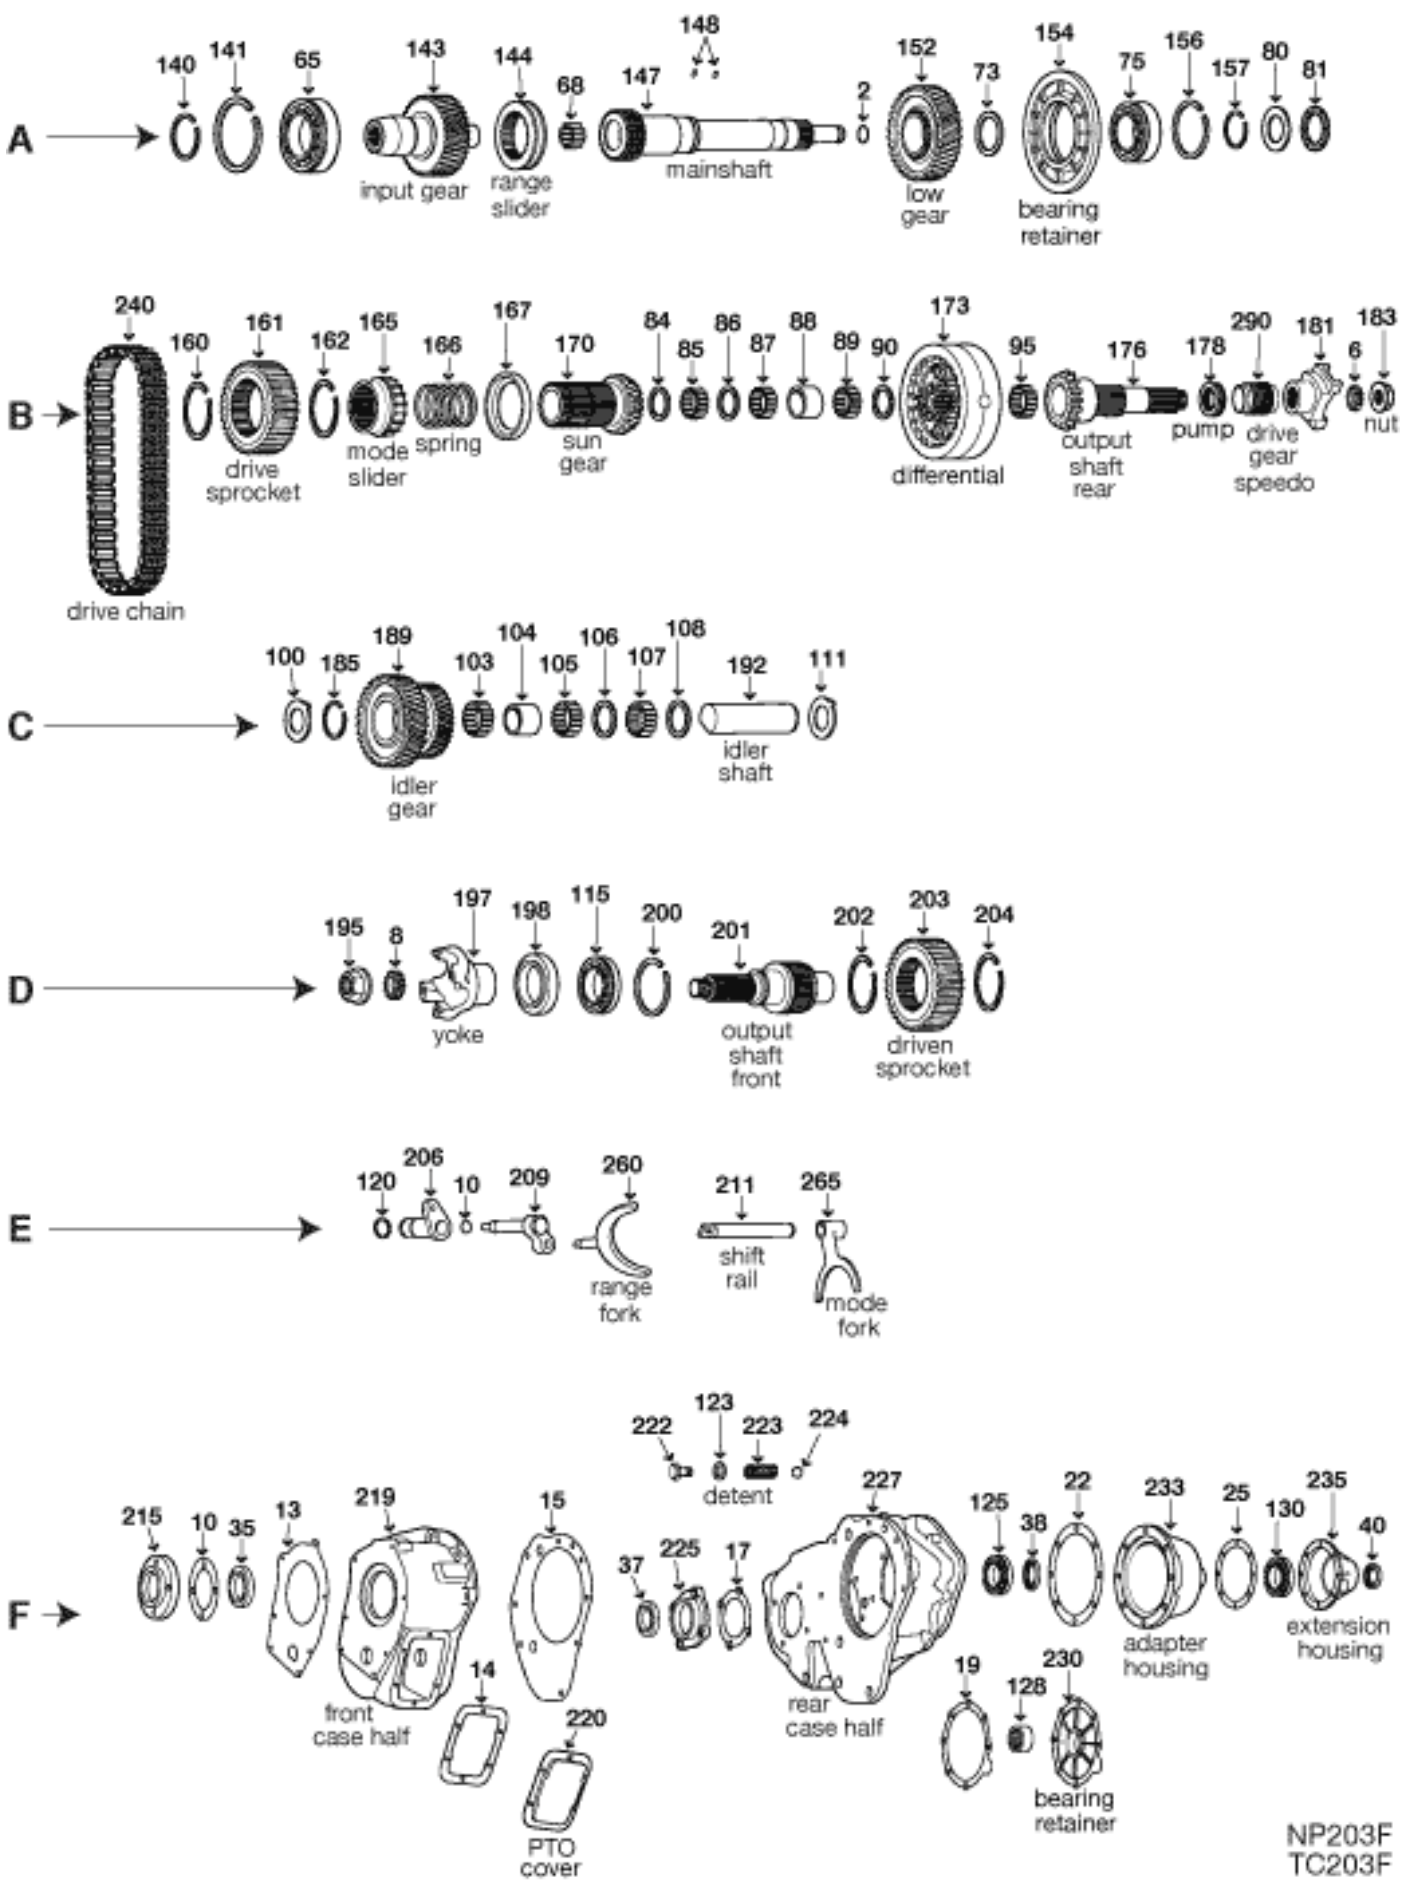 148
154
141
143
152
156
140
65
144
147
73
75
157
80
81
68
2
A
input gear
range
slider
mainshaft
low
gear
bearing
retainer
240
161
165
167
173
290
183
160
162
166
170
84
86
88
90
95
176
178
181
6
85
87
89
B
drive
sprocket
mode
slider
spring
sun
gear
differential
output
shaft
rear
pump
drive
gear
speedo
nut
drive chain
189
104
106
108
100
185
103
105
107
192
111
C
idler
gear
idler
shaft
197
115
203
195
8
198
200
201
202
204
D
yoke
output
shaft
front
driven
sprocket
206
260
120
10
209
211
265
E
range
fork
shift
rail
mode
fork
123
222
223
224
detent
215
10
35
13
219
15
37
225
17
227
125
38
22
233
25
130
235
40
F
extension
housing
adapter
housing
front
case half
14
220
rear
case half
19
128
230
bearing
retainer
PTO
cover
NP203F
TC203F